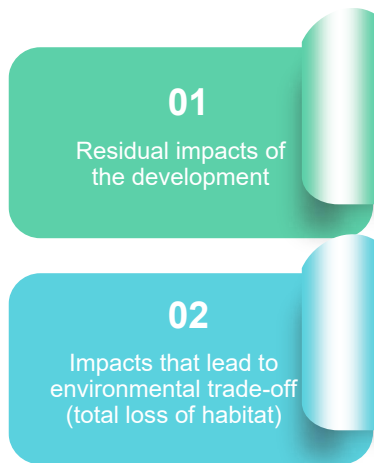 01
Residual impacts of
the development
02
Impacts that lead to
environmental trade-off
(total loss of habitat)